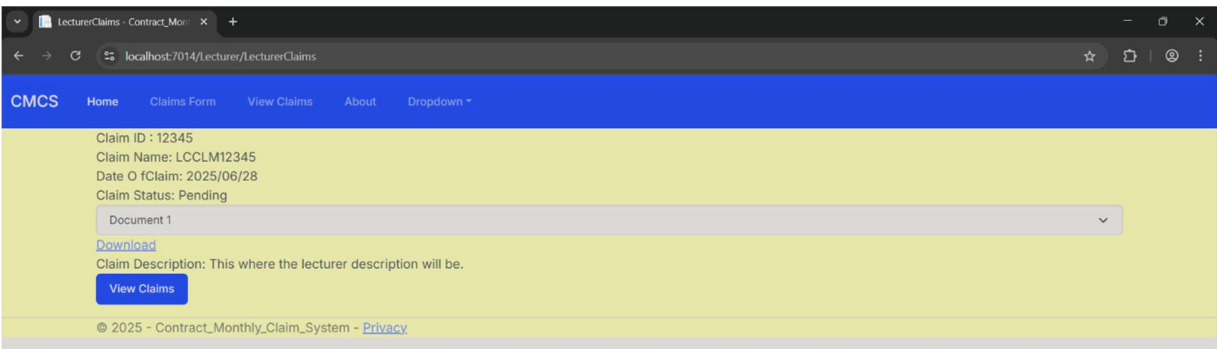 LecturerClaims - Contract_Mont
localhost:7014/Lecturer/LecturerClaims
CMCS Home Claims Form View Claims About Dropdown
Claim ID : 12345
Claim Name: LCCLM12345
Date O fClaim: 2025/06/28
Claim Status: Pending
Document 1
Download
Claim Description: This where the lecturer description will be.
View Claims
© 2025 - Contract_Monthly_Claim_System - Privacy